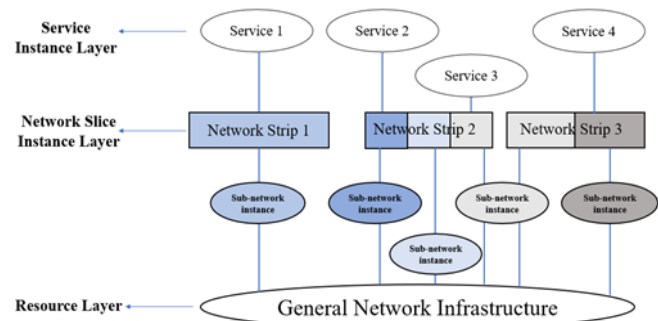 Service
Instance Layer
Service 1
Service 2
Service 3
Service 4
Network Slice
Instance Layer
Network Strip 1
Network Strip 2
Network Strip 3
Sub-network
instance
Sub-network
instance
Sub-network
instance
Sub-network
instance
Sub-network
instance
Resource Layer
General Network Infrastructure